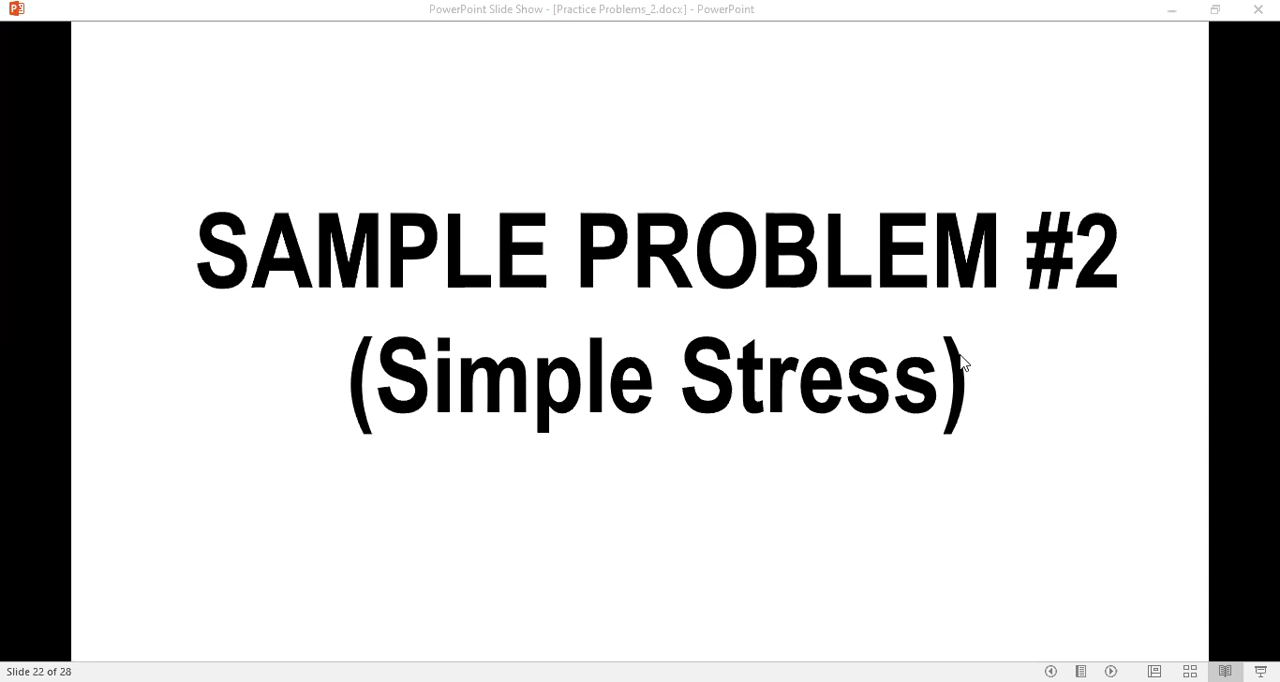 PowerPoint Slide Show - [Practice Problems_2.docx] - PowerPoint
SAMPLE PROBLEM #2
(Simple Stress)
Slide 22 of 28